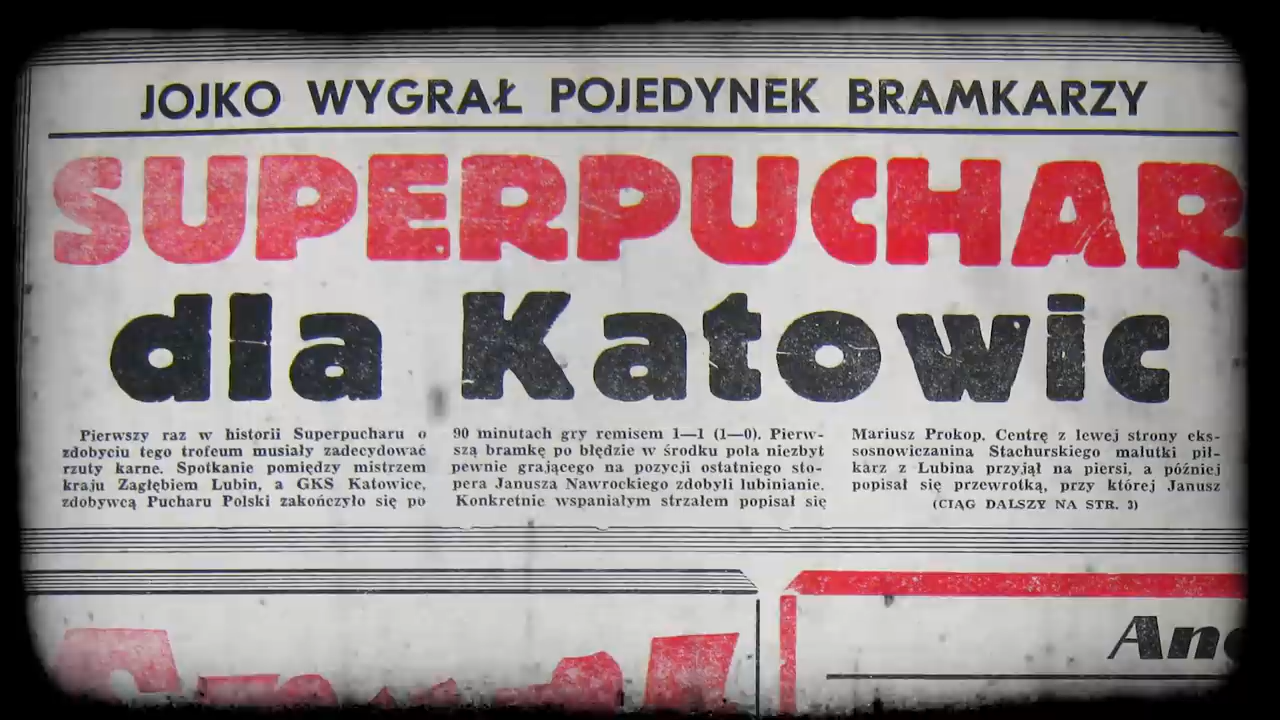 JOJKO WYGRAŁ POJEDYNEK BRAMKARZY
SUPERPUCHAR
dla Katowic
Pierwszy raz w historii Superpucharu o
zdobyciu tego trofeum musiały zadecydować
rzuty karne. Spotkanie pomiędzy mistrzem
kraju Zagłębiem Lubin, a GKS Katowice,
zdobywcą Pucharu Polski zakończyło się po
90 minutach gry remisem 1—1 (1—0). Pierw-
szą bramkę po błędzie w środku pola niezbyt
pewnie grającego na pozycji ostatniego sto-
pera Janusza Nawrockiego zdobyli lubinianie.
Konkretnie wspaniałym strzałem popisał się
Mariusz Prokop. Centrę z lewej strony eks-
sosnowiczanina Stachurskiego malutki pił-
karz z Lubina przyjął na piersi, a później
popisał się przewrotką, przy której Janusz
(CIĄG DALSZY NA STR. 3)